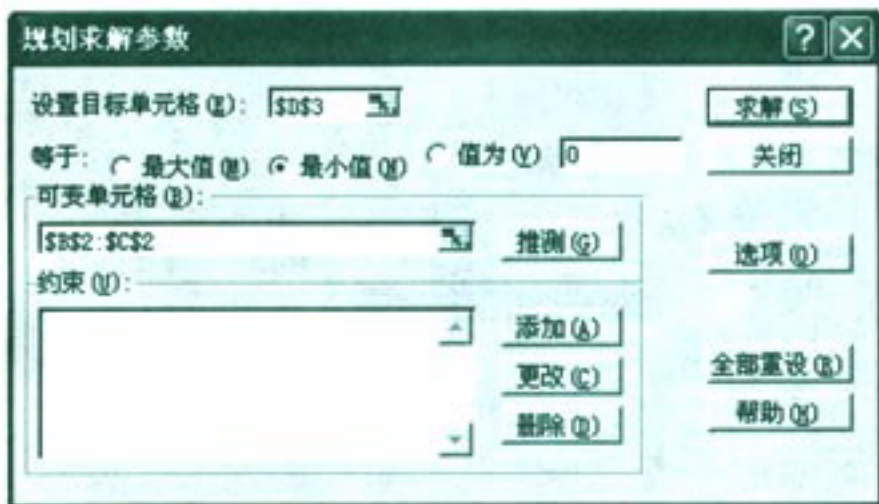 规划求解参数
设置目标单元格(E): $D$3 求解(S)
等于: 最大值(M) 最小值(N) 值为(V) 0 关闭
可变单元格(B):
$B$2:$C$2 推测(G) 选项(O)
约束(U):
添加(A)
更改(C) 全部重设(R)
删除(D) 帮助(H)